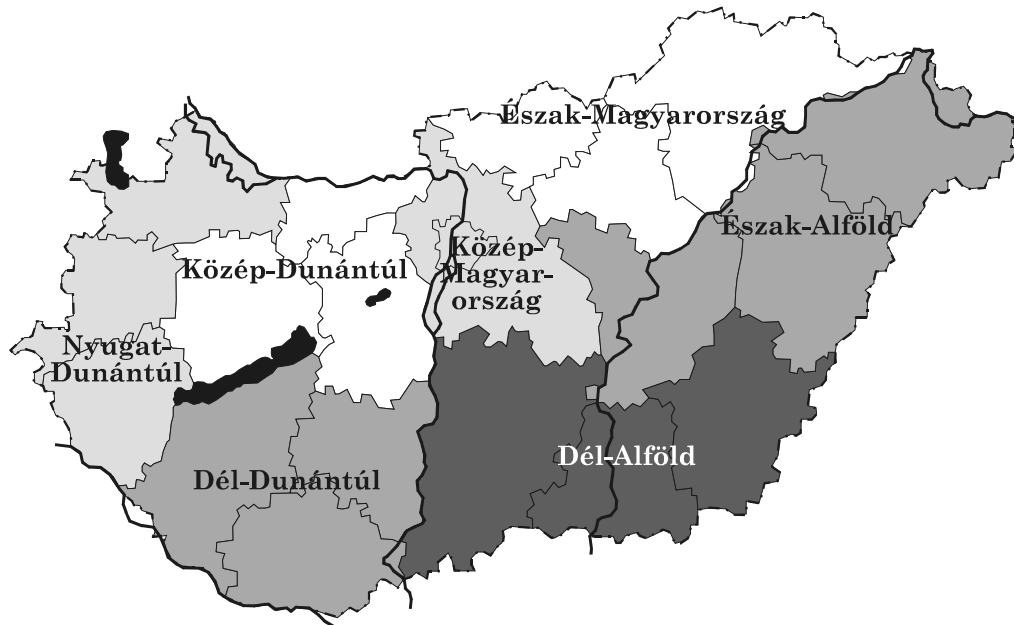 Észak-Magyarország
Észak-Alföld
Közép-
Magyar-
ország
Közép-Dunántúl
Nyugat-
Dunántúl
Dél-Alföld
Dél-Dunántúl